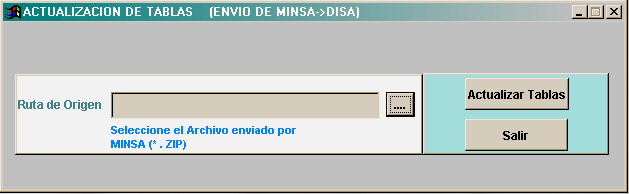 ACTUALIZACION DE TABLAS (ENVIO DE MINSA->DISA)
Ruta de Origen
....
Seleccione el Archivo enviado por
MINSA (* . ZIP)
Actualizar Tablas
Salir